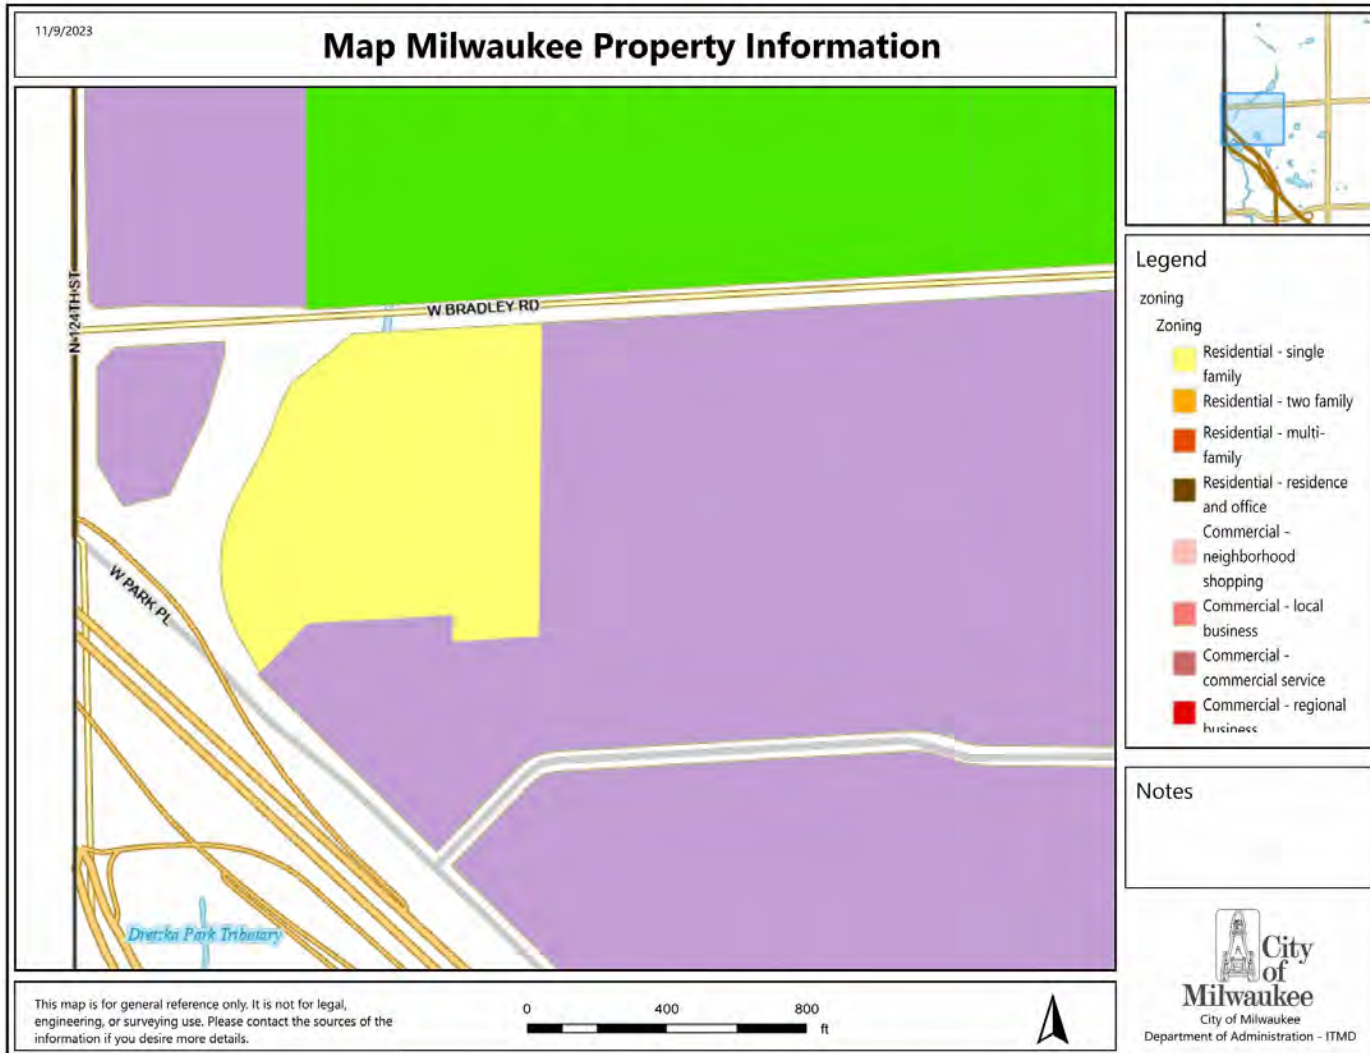 11/9/2023
Map Milwaukee Property Information
N 124TH ST
W BRADLEY RD
W PARK PL
Dretzka Park Tributary
Legend
zoning
Zoning
Residential - single
family
Residential - two family
Residential - multi-
family
Residential - residence
and office
Commercial -
neighborhood
shopping
Commercial - local
business
Commercial -
commercial service
Commercial - regional
business
Notes
City
of
Milwaukee
City of Milwaukee
Department of Administration - ITMD
This map is for general reference only. It is not for legal,
engineering, or surveying use. Please contact the sources of the
information if you desire more details.
0 400 800
ft